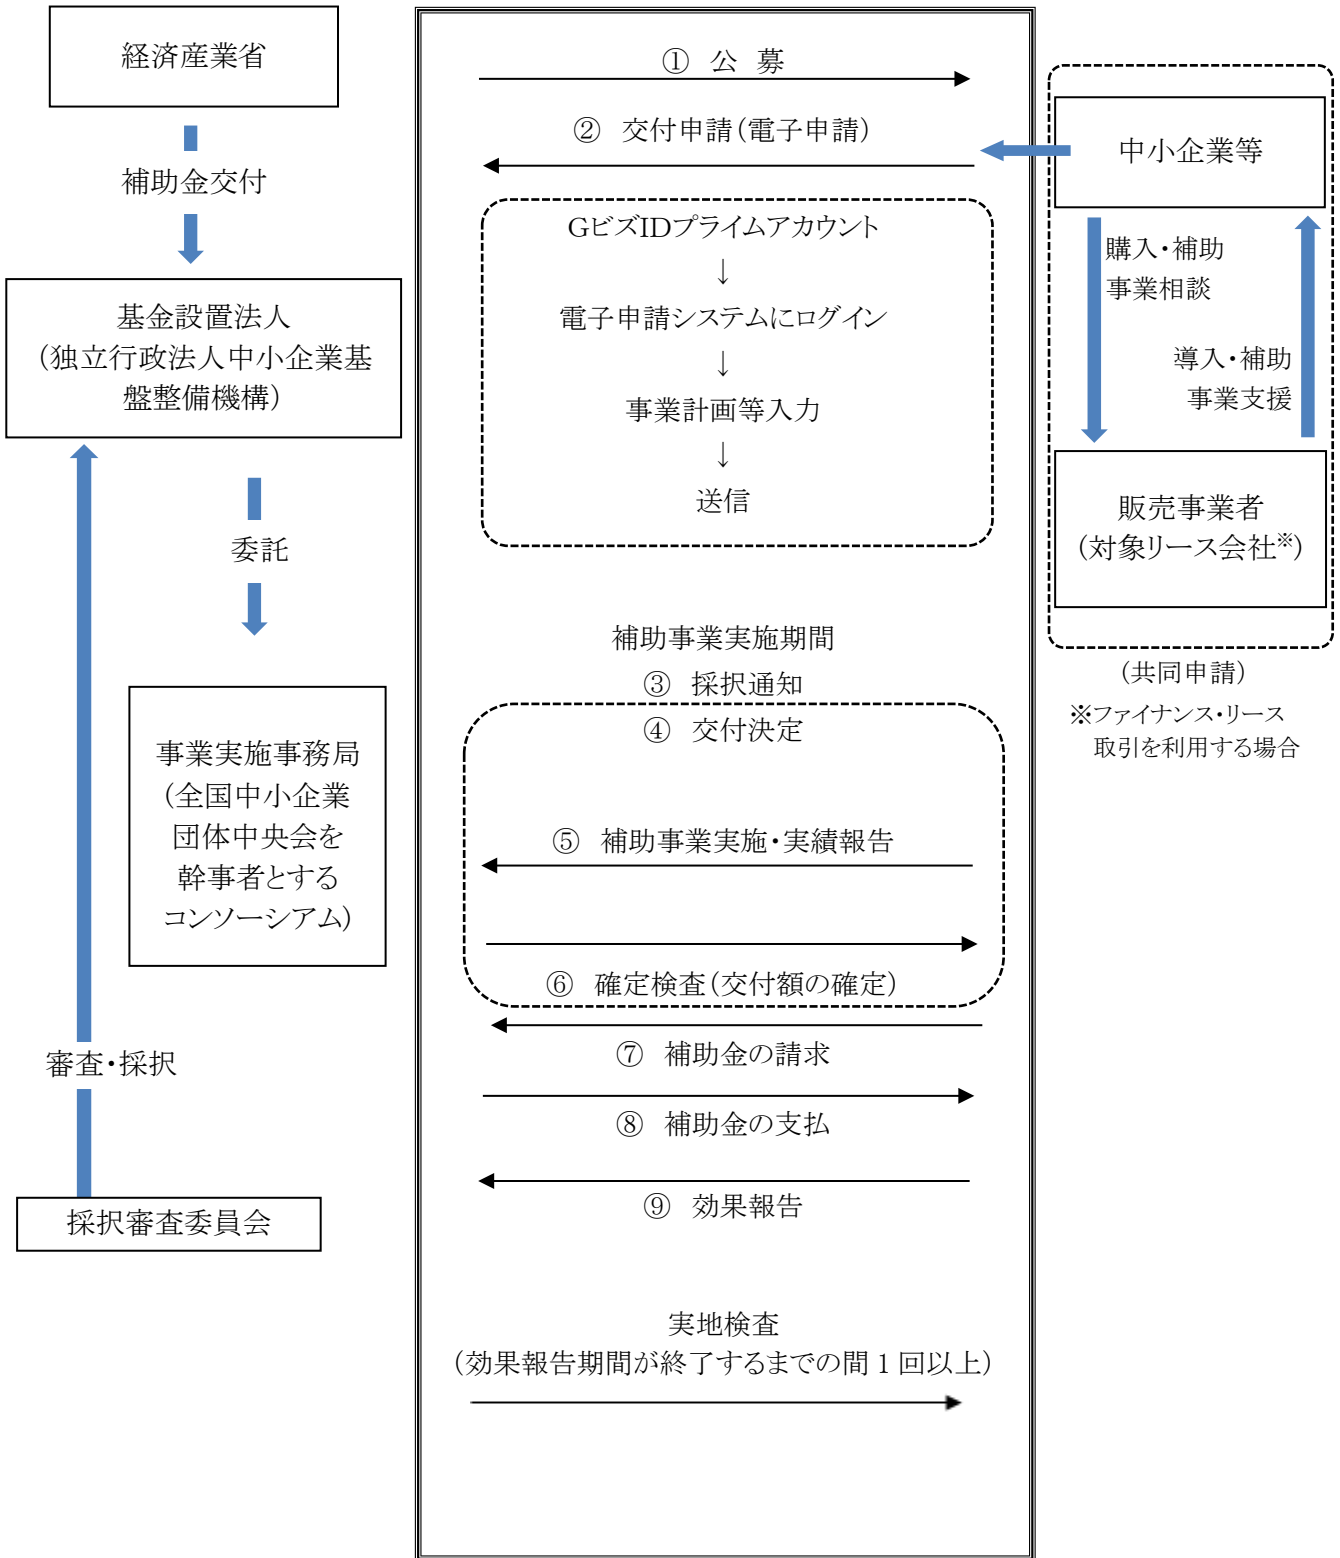 経済産業省
補助金交付
基金設置法人
(独立行政法人中小企業基
盤整備機構)
委託
事業実施事務局
(全国中小企業
団体中央会を
幹事者とする
コンソーシアム)
審査・採択
採択審査委員会
① 公 募
② 交付申請(電子申請)
GビズIDプライムアカウント
↓
電子申請システムにログイン
↓
事業計画等入力
↓
送信
補助事業実施期間
③ 採択通知
④ 交付決定
⑤ 補助事業実施・実績報告
⑥ 確定検査(交付額の確定)
⑦ 補助金の請求
⑧ 補助金の支払
⑨ 効果報告
実地検査
(効果報告期間が終了するまでの間 1 回以上)
中小企業等
購入・補助
事業相談
導入・補助
事業支援
販売事業者
(対象リース会社※)
(共同申請)
※ファイナンス・リース
取引を利用する場合